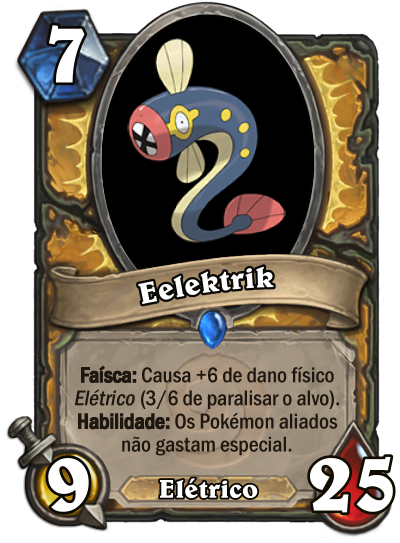 7
Eelektrik
Faísca: Causa +6 de dano físico
Elétrico (3/6 de paralisar o alvo).
Habilidade: Os Pokémon aliados
não gastam especial.
9
Elétrico
25